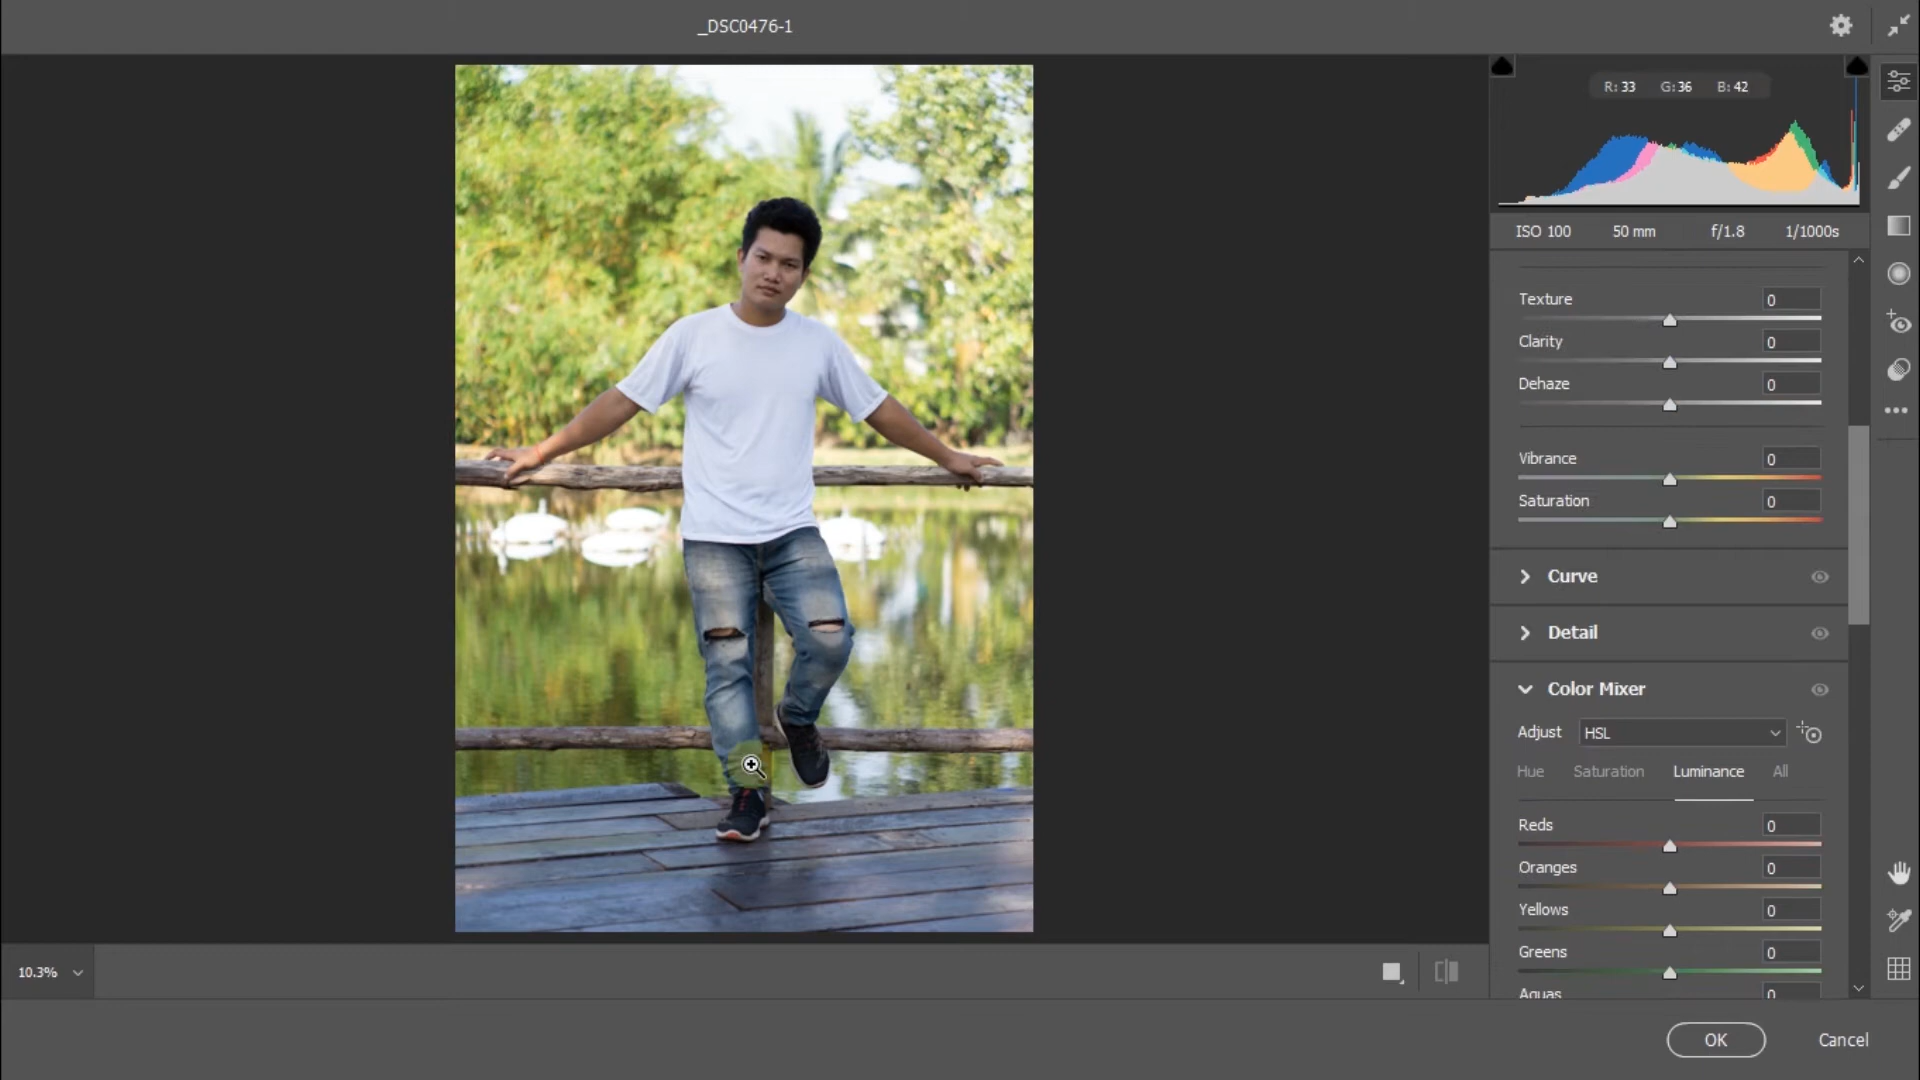 _DSC0476-1
R: 33 G: 36 B: 42
ISO 100 50 mm f/1.8 1/1000s
Texture 0
Clarity 0
Dehaze 0
Vibrance 0
Saturation 0
Curve
Detail
Color Mixer
Adjust HSL
Hue Saturation Luminance All
Reds 0
Oranges 0
Yellows 0
Greens 0
Aquas 0
10.3%
OK Cancel